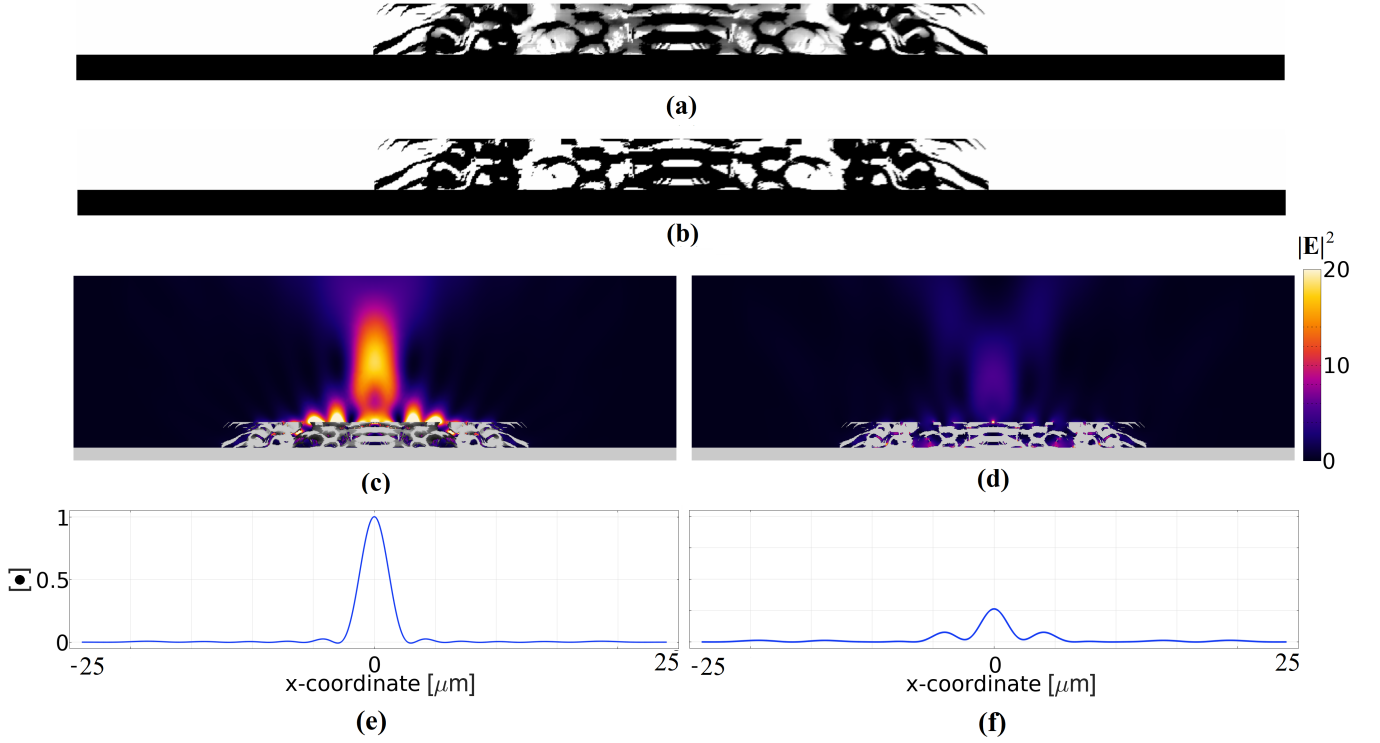 (a)
(b)
|E|²
20
10
0
(c)
(d)
1
0.5
0
[●]
-25
0
25
x-coordinate [μm]
-25
0
25
x-coordinate [μm]
(e)
(f)